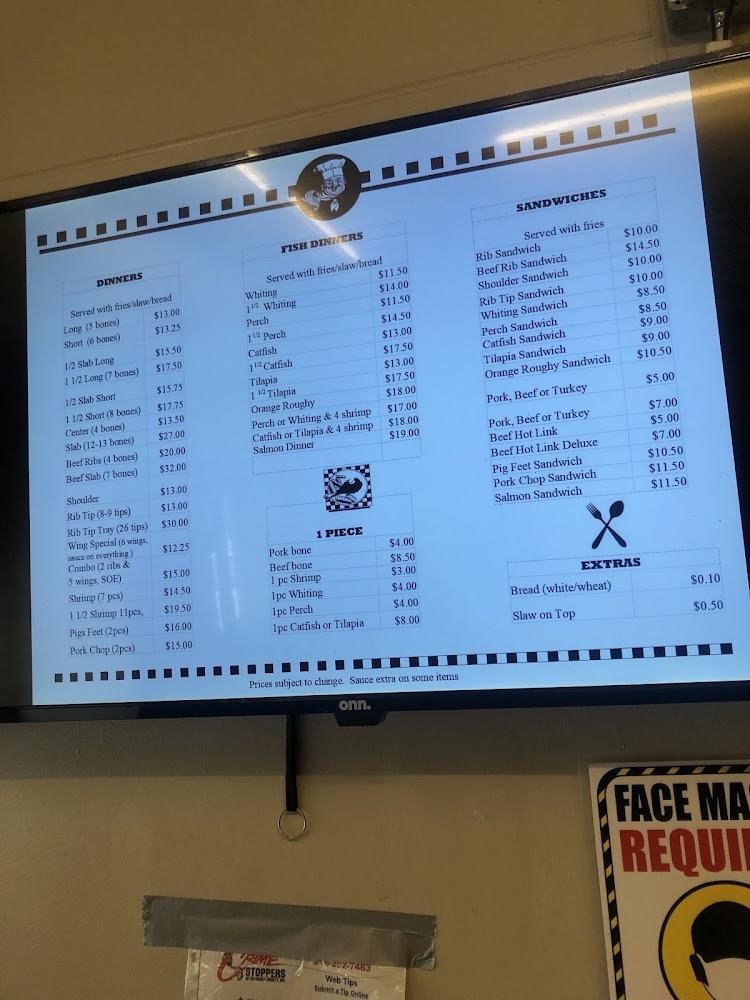 DINNERS
Served with fries/slaw/bread
Long (5 bones) $13.00
Short (6 bones) $13.25
1/2 Slab Long $15.50
1 1/2 Long (7 bones) $17.50
1/2 Slab Short $15.75
1 1/2 Short (8 bones) $17.75
Center (4 bones) $13.50
Slab (12-13 bones) $27.00
Beef Ribs (4 bones) $20.00
Beef Slab (7 bones) $32.00
Shoulder $13.00
Rib Tip (8-9 tips) $13.00
Rib Tip Tray (26 tips) $30.00
Wing Special (6 wings,
sauce on everything) $12.25
Combo (2 ribs &
5 wings, SOE) $15.00
Shrimp (7 pcs) $14.50
1 1/2 Shrimp 11pcs, $19.50
Pigs Feet (2pcs) $16.00
Pork Chop (2pcs) $15.00
FISH DINNERS
Served with fries/slaw/bread
Whiting $11.50
1 1/2 Whiting $14.00
Perch $11.50
1 1/2 Perch $14.50
Catfish $13.00
1 1/2 Catfish $17.50
Tilapia $13.00
1 1/2 Tilapia $17.50
Orange Roughy $18.00
Perch or Whiting & 4 shrimp $17.00
Catfish or Tilapia & 4 shrimp $18.00
Salmon Dinner $19.00
1 PIECE
Pork bone $4.00
Beef bone $8.50
1 pc Shrimp $3.00
1pc Whiting $4.00
1pc Perch $4.00
1pc Catfish or Tilapia $8.00
SANDWICHES
Served with fries
Rib Sandwich $10.00
Beef Rib Sandwich $14.50
Shoulder Sandwich $10.00
Rib Tip Sandwich $10.00
Whiting Sandwich $8.50
Perch Sandwich $8.50
Catfish Sandwich $9.00
Tilapia Sandwich $9.00
Orange Roughy Sandwich $10.50
Pork, Beef or Turkey $5.00
Pork, Beef or Turkey $7.00
Beef Hot Link $5.00
Beef Hot Link Deluxe $7.00
Pig Feet Sandwich $10.50
Pork Chop Sandwich $11.50
Salmon Sandwich $11.50
EXTRAS
Bread (white/wheat) $0.10
Slaw on Top $0.50
Prices subject to change. Sauce extra on some items
onn.
FACE MA
REQUI
CRIME
STOPPERS
216-252-7463
Web Tips
Submit a Tip Online